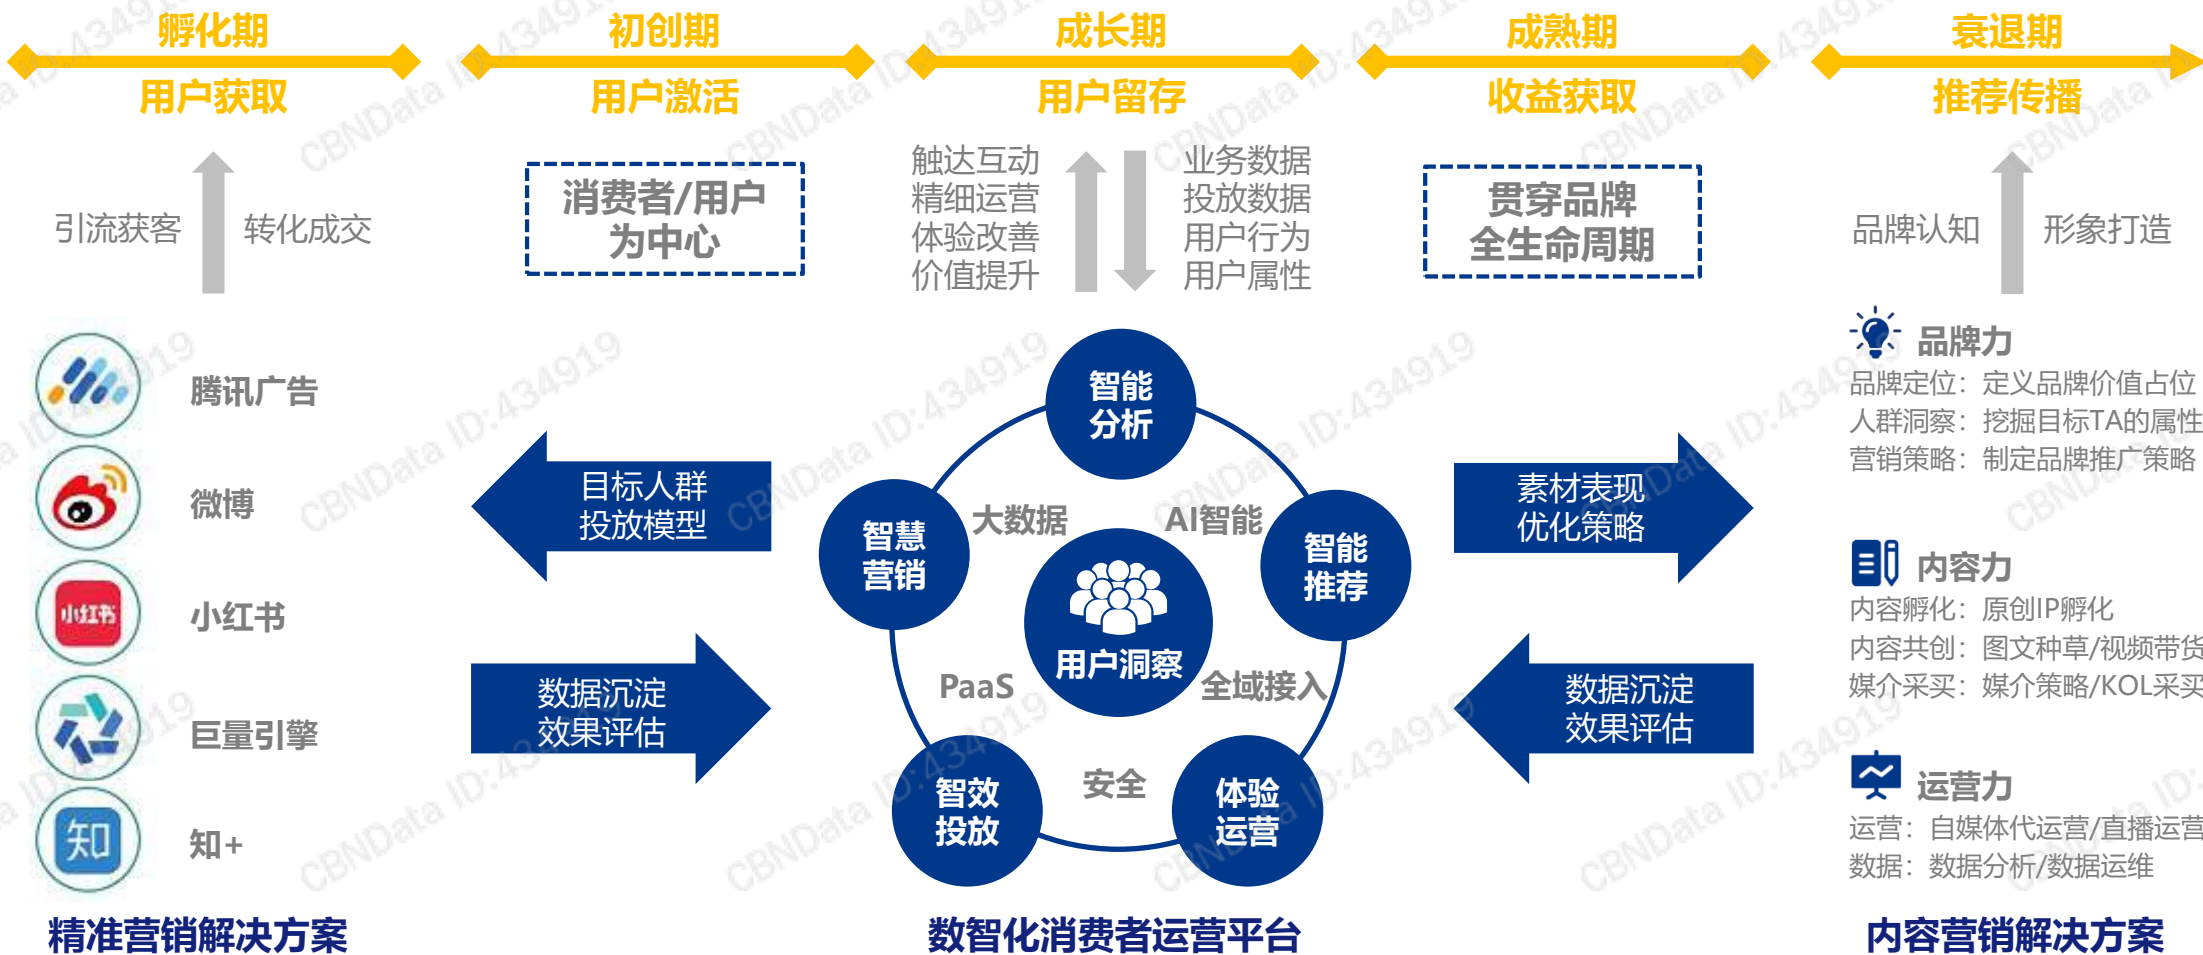 孵化期
初创期
成长期
成熟期
衰退期
用户获取
用户激活
用户留存
收益获取
推荐传播
引流获客
转化成交
消费者/用户
为中心
触达互动
精细运营
体验改善
价值提升
业务数据
投放数据
用户行为
用户属性
贯穿品牌
全生命周期
品牌认知
形象打造
腾讯广告
微博
小红书
小红书
巨量引擎
知
知+
精准营销解决方案
目标人群
投放模型
数据沉淀
效果评估
智能
分析
智慧
营销
大数据
AI智能
智能
推荐
用户洞察
PaaS
全域接入
智效
投放
安全
体验
运营
数智化消费者运营平台
素材表现
优化策略
数据沉淀
效果评估
品牌力
品牌定位：定义品牌价值占位
人群洞察：挖掘目标TA的属性
营销策略：制定品牌推广策略
内容力
内容孵化：原创IP孵化
内容共创：图文种草/视频带货
媒介采买：媒介策略/KOL采买
运营力
运营：自媒体代运营/直播运营
数据：数据分析/数据运维
内容营销解决方案
CBNData ID:434919